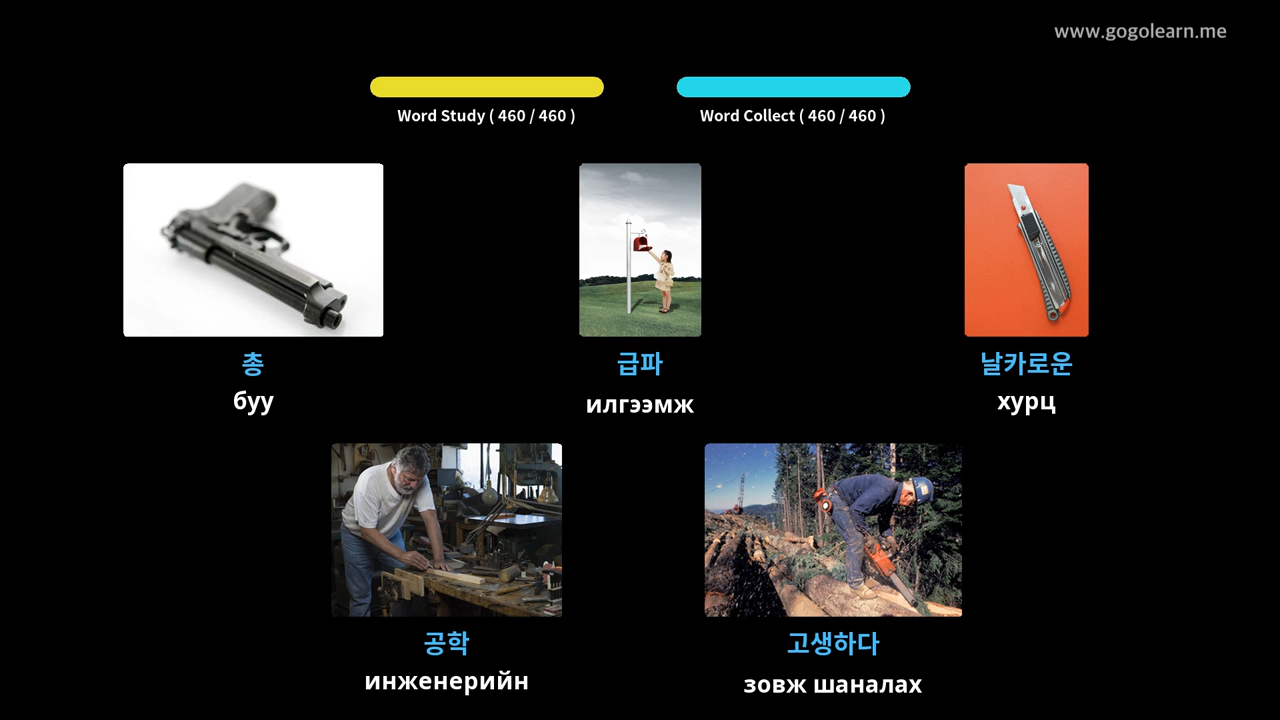 www.gogolearn.me
Word Study ( 460 / 460 )
Word Collect ( 460 / 460 )
총
буу
급파
илгээмж
날카로운
хурц
공학
инженерийн
고생하다
зовж шаналах